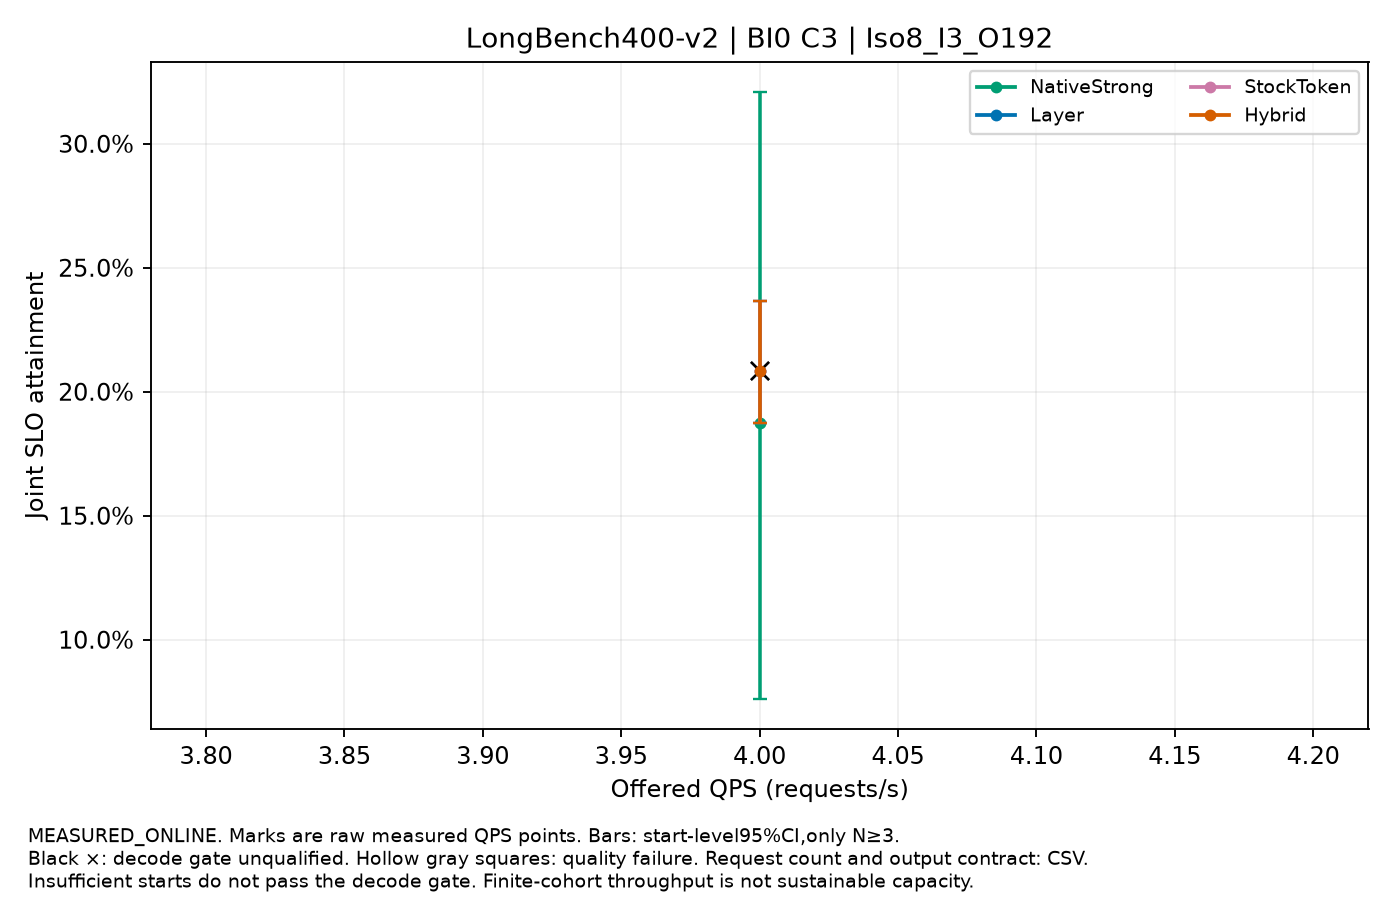 LongBench400-v2 | BI0 C3 | Iso8_I3_O192
NativeStrong
Layer
StockToken
Hybrid
Joint SLO attainment
30.0%
25.0%
20.0%
15.0%
10.0%
3.80
3.85
3.90
3.95
4.00
4.05
4.10
4.15
4.20
Offered QPS (requests/s)
MEASURED_ONLINE. Marks are raw measured QPS points. Bars: start-level95%CI,only N≥3.
Black ×: decode gate unqualified. Hollow gray squares: quality failure. Request count and output contract: CSV.
Insufficient starts do not pass the decode gate. Finite-cohort throughput is not sustainable capacity.